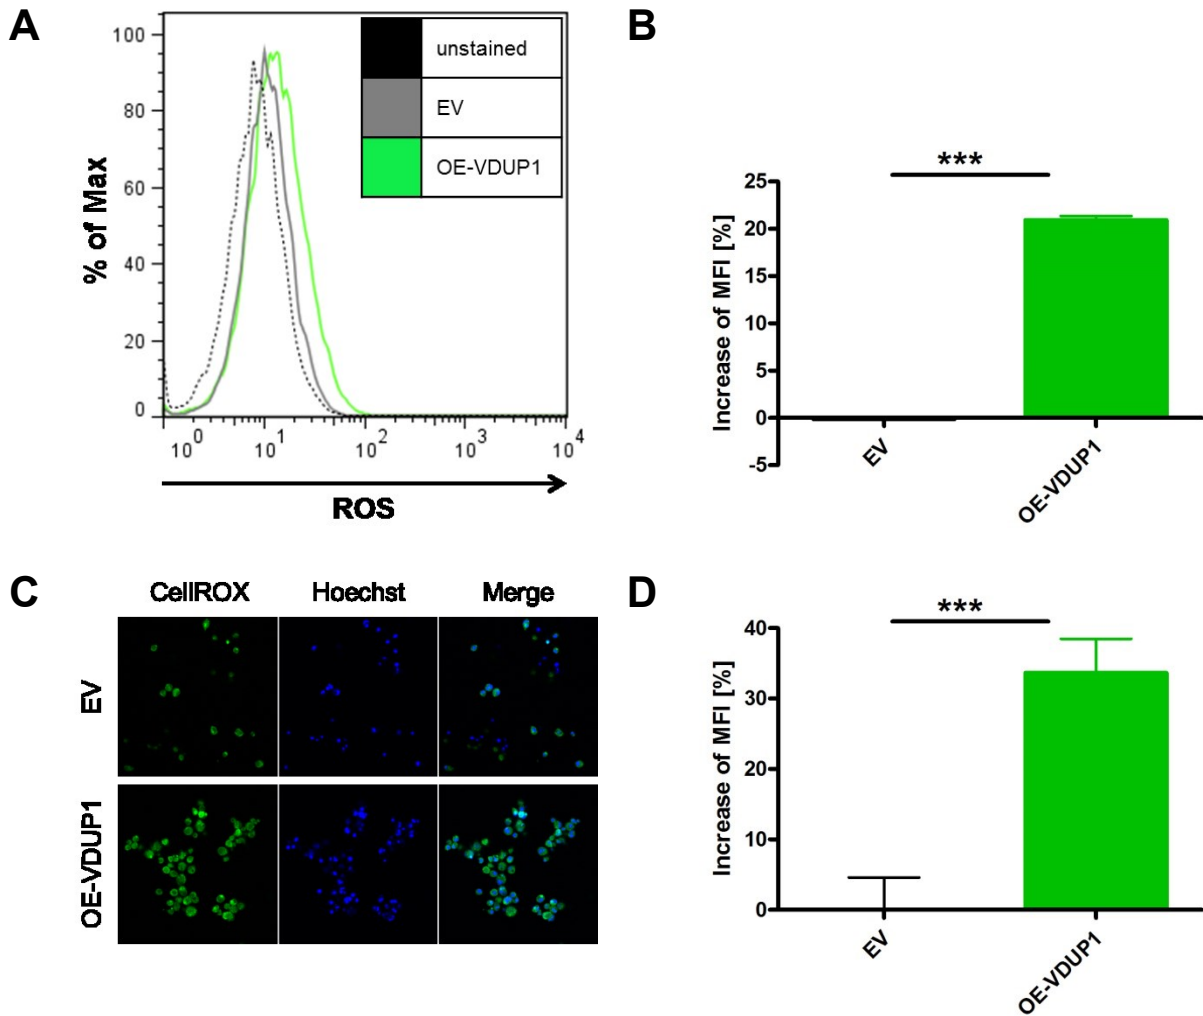 A
% of Max
100
80
60
40
20
0
10^0
10^1
10^2
10^3
10^4
ROS
unstained
EV
OE-VDUP1
B
***
Increase of MFI [%]
25
20
15
10
5
0
-5
EV
OE-VDUP1
C
CellROX Hoechst Merge
EV
OE-VDUP1
D
***
Increase of MFI [%]
40
30
20
10
0
EV
OE-VDUP1